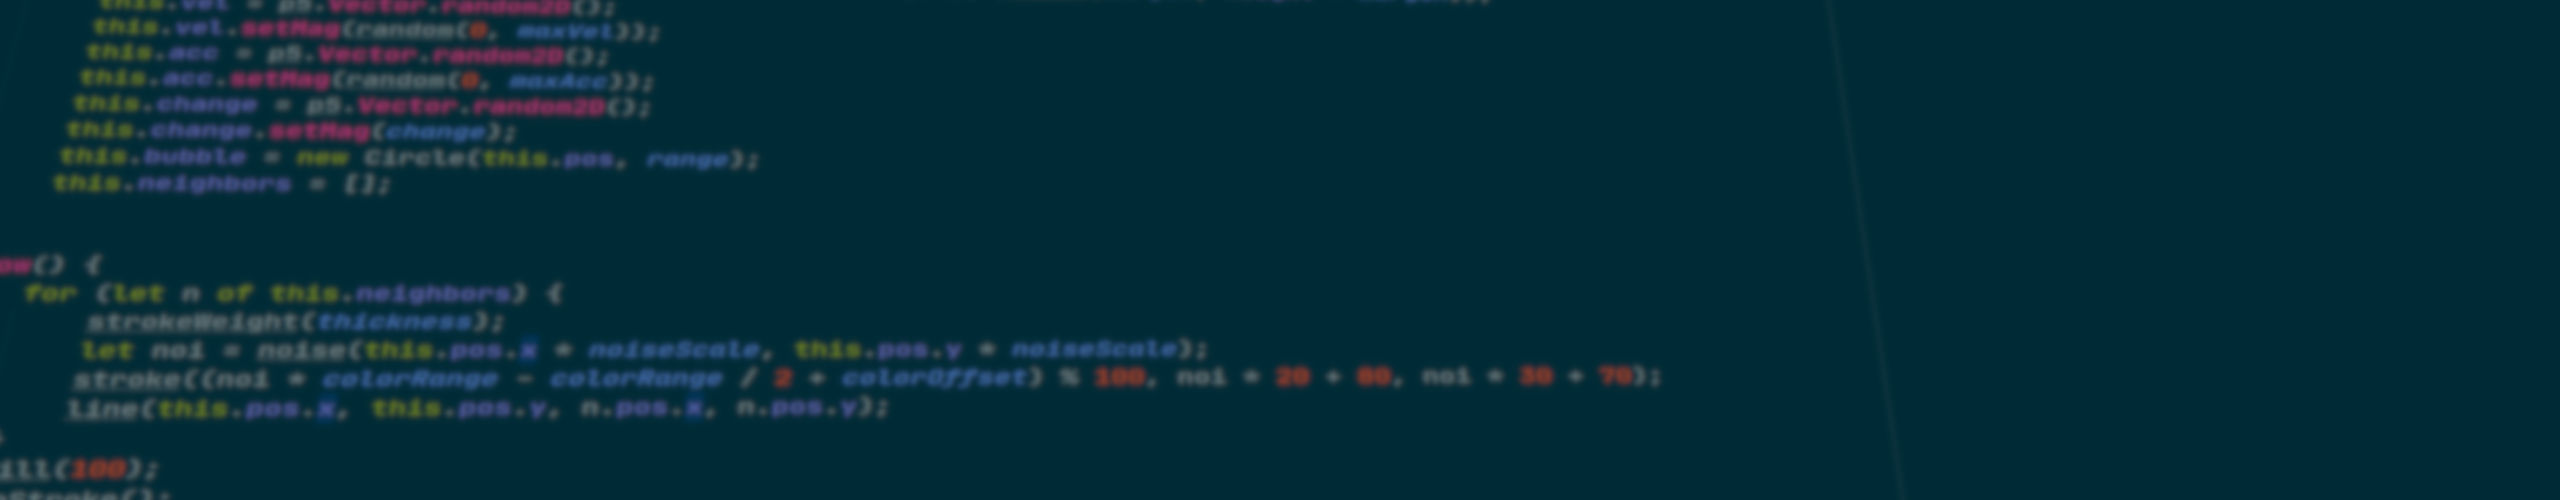 this.vel = p5.Vector.random2D();
this.vel.setMag(random(0, maxVel));
this.acc = p5.Vector.random2D();
this.acc.setMag(random(0, maxAcc));
this.change = p5.Vector.random2D();
this.change.setMag(change);
this.bubble = new Circle(this.pos, range);
this.neighbors = [];
ow() {
for (let n of this.neighbors) {
strokeWeight(thickness);
let noi = noise(this.pos.x * noiseScale, this.pos.y * noiseScale);
stroke((noi * colorRange - colorRange / 2 + colorOffset) % 100, noi * 20 + 80, noi * 30 + 70);
line(this.pos.x, this.pos.y, n.pos.x, n.pos.y);
}
ill(100);
oStroke();